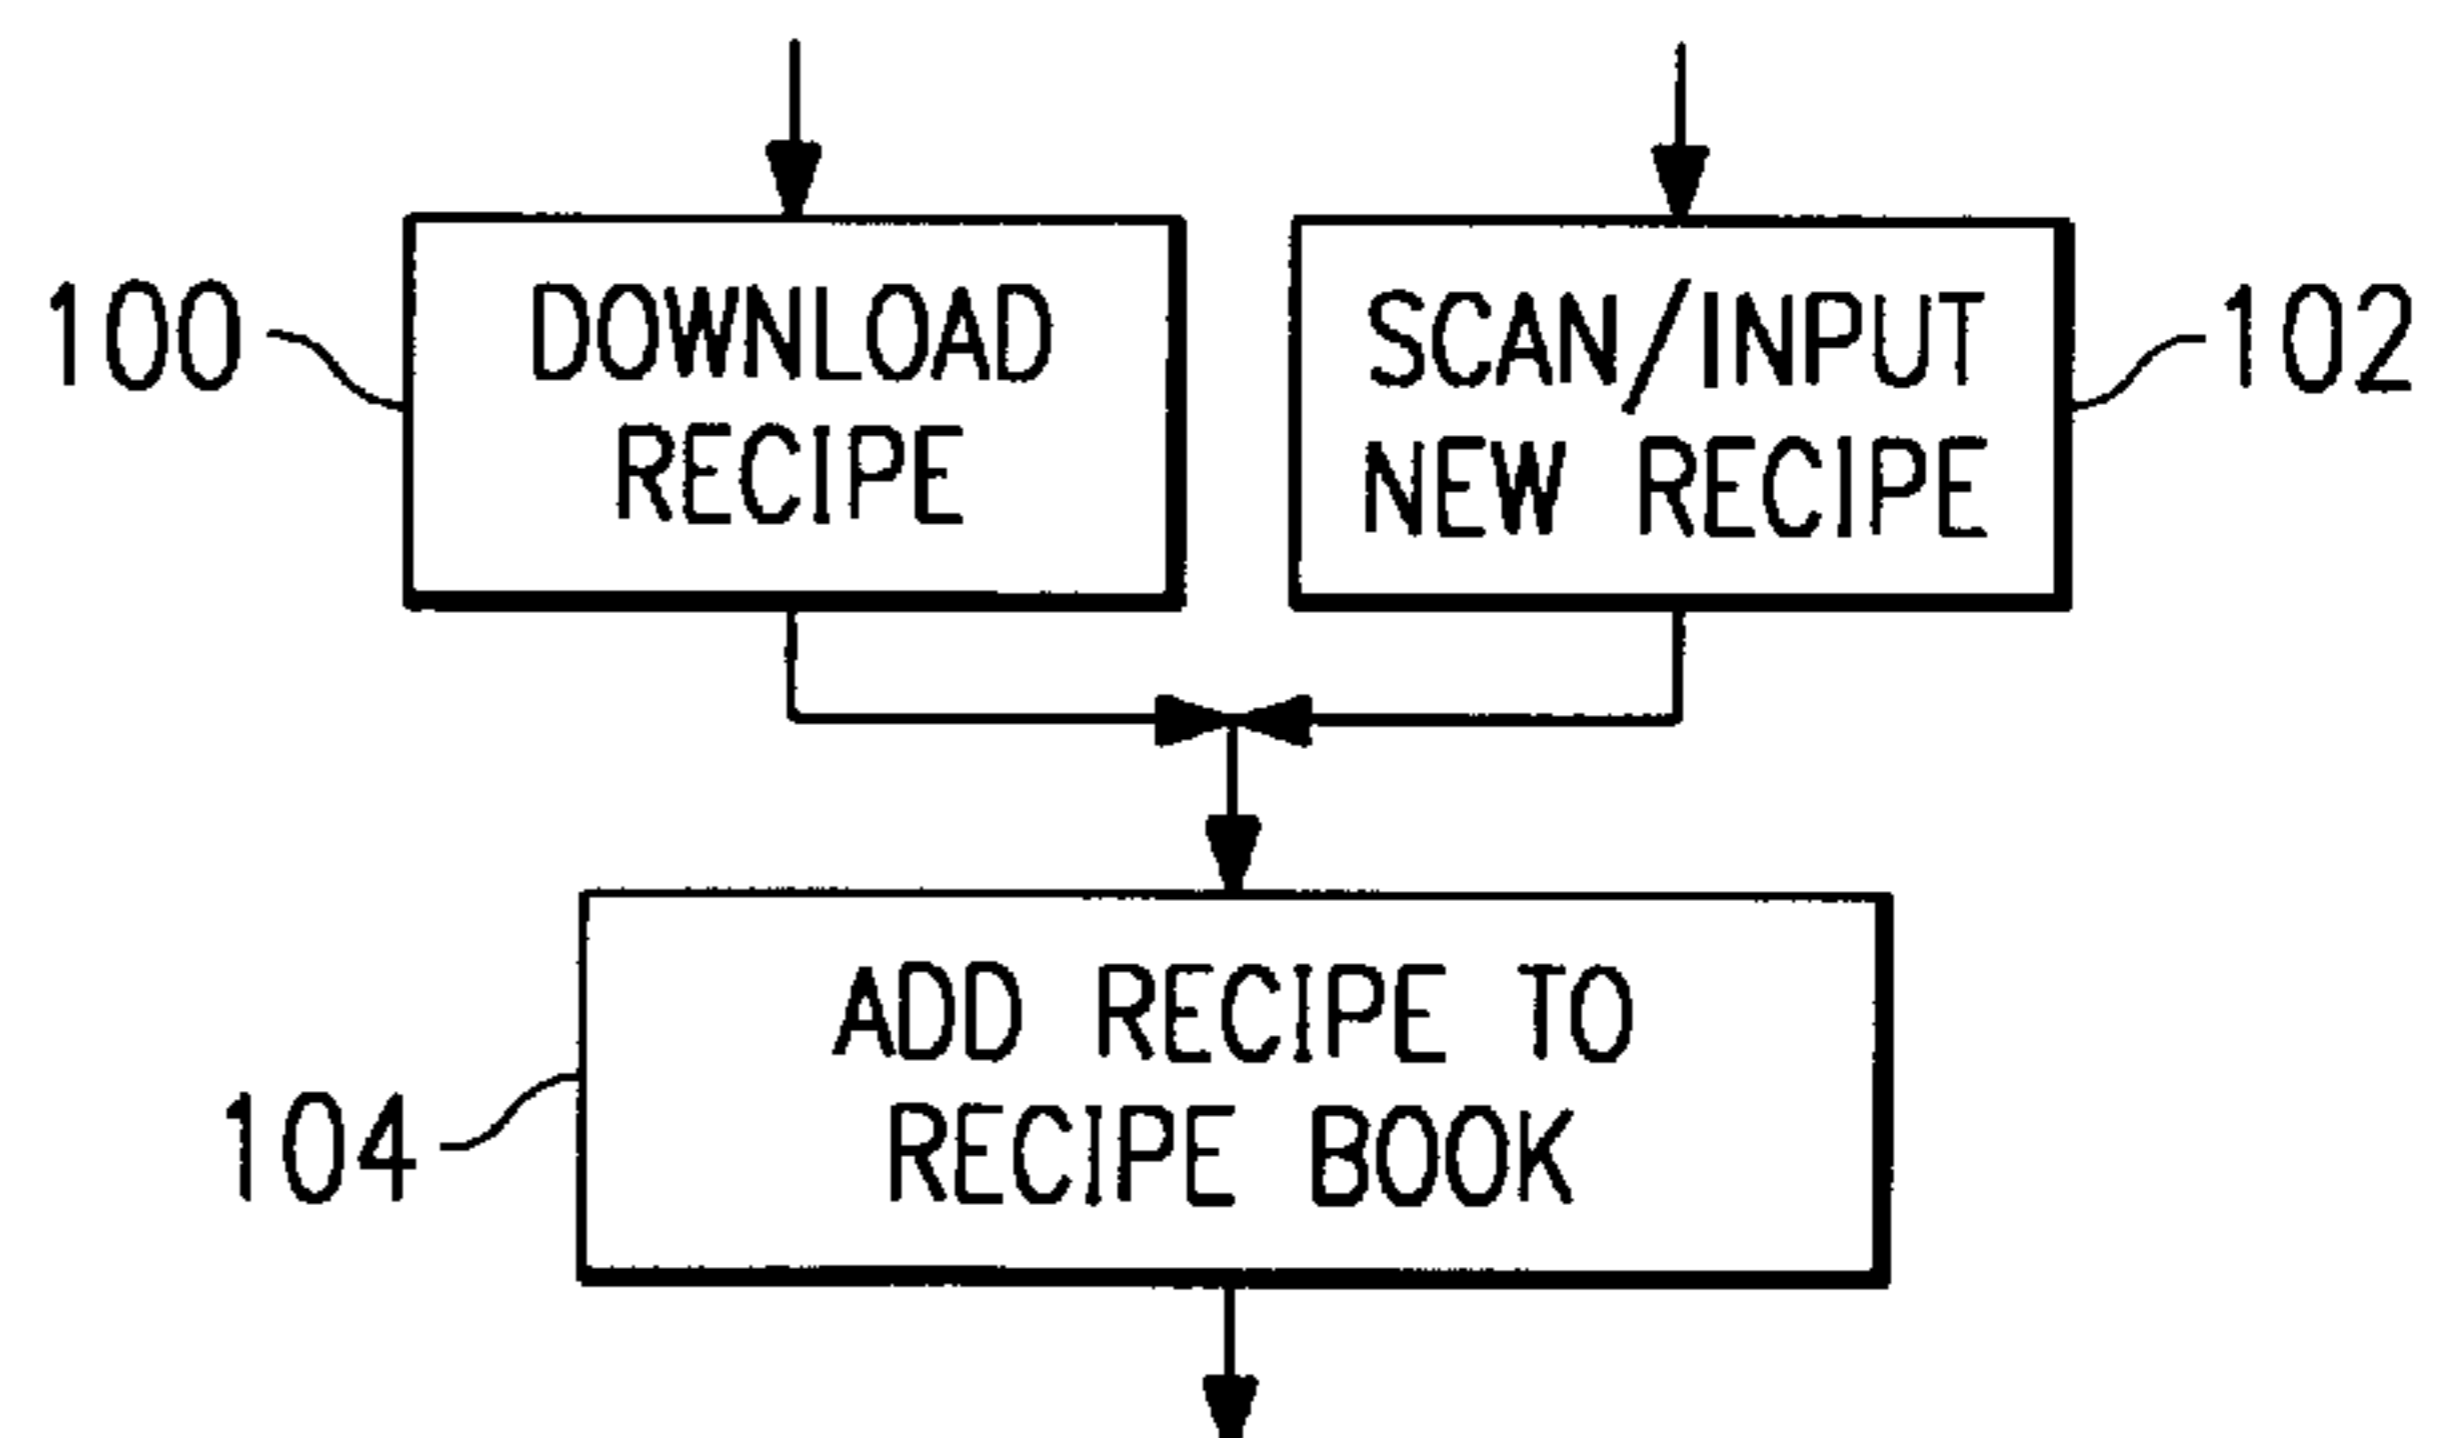 100
DOWNLOAD
RECIPE
SCAN/INPUT
NEW RECIPE
102
104
ADD RECIPE TO
RECIPE BOOK